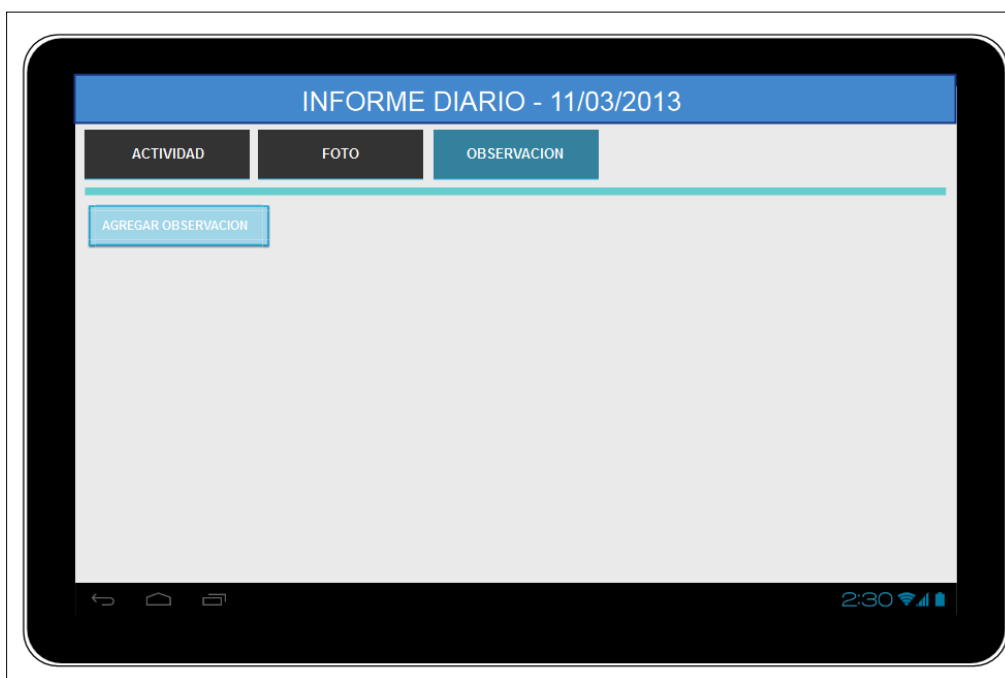 INFORME DIARIO - 11/03/2013
ACTIVIDAD FOTO OBSERVACION
AGREGAR OBSERVACION
2:30